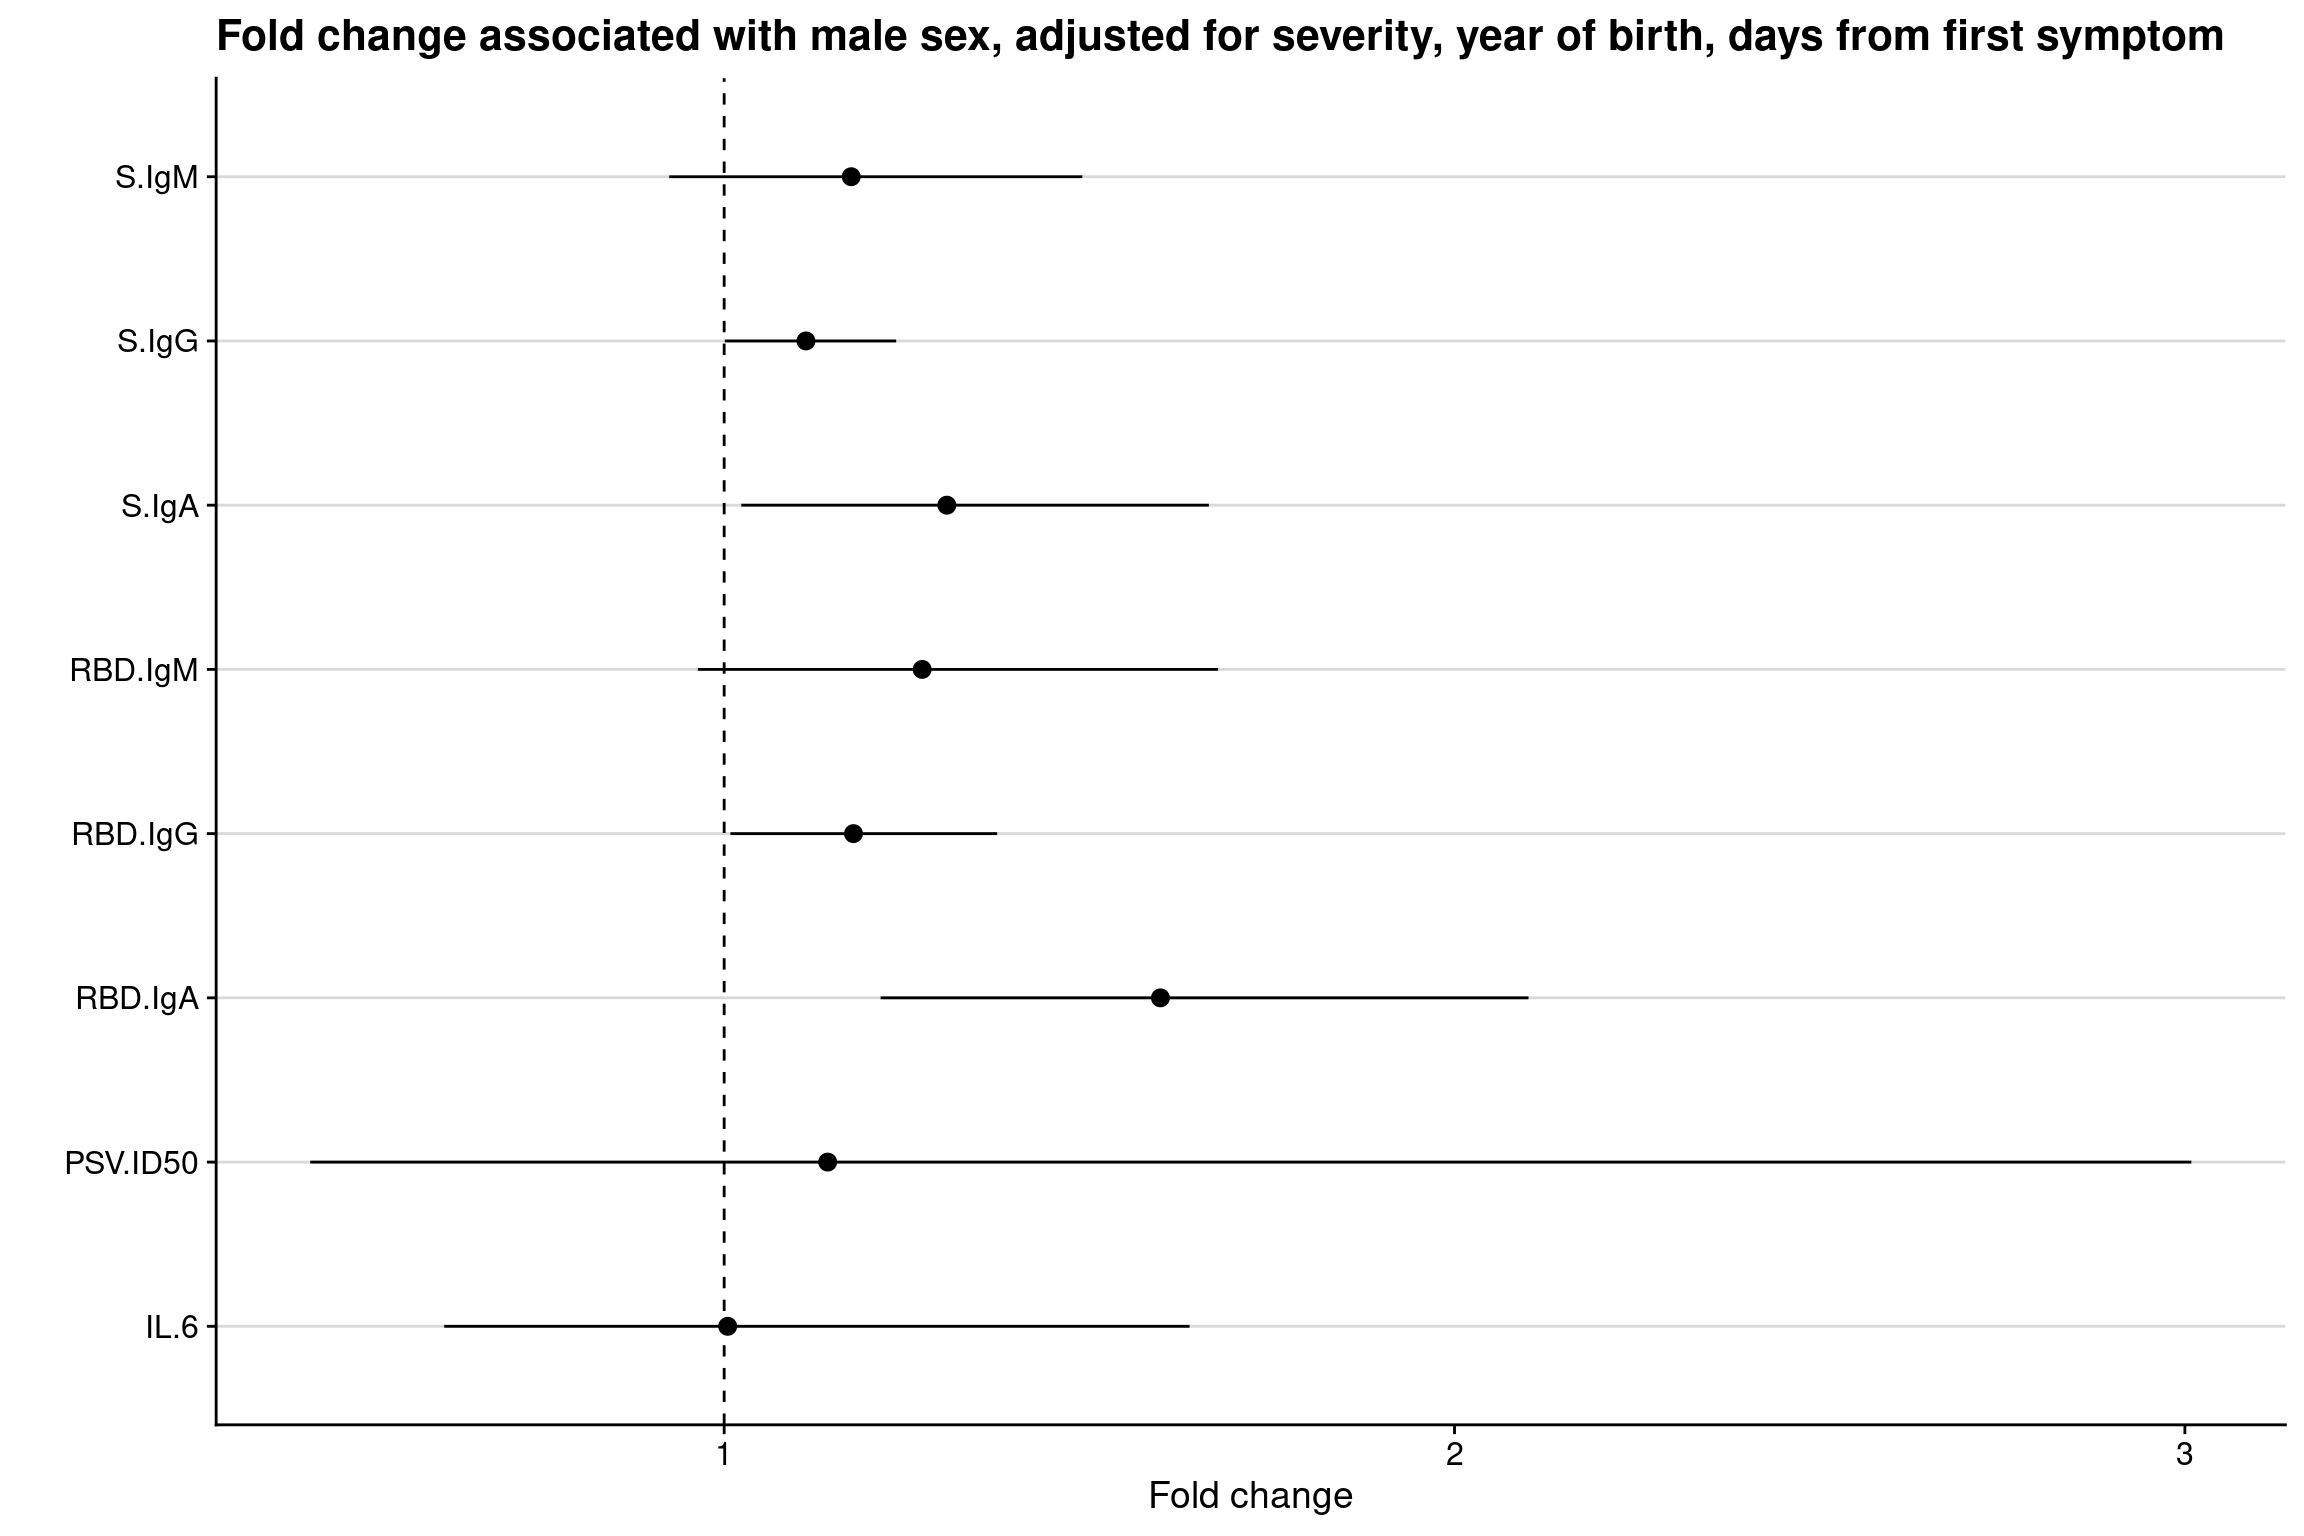 Fold change associated with male sex, adjusted for severity, year of birth, days from first symptom
S.IgM
S.IgG
S.IgA
RBD.IgM
RBD.IgG
RBD.IgA
PSV.ID50
IL.6
1 2 3
Fold change